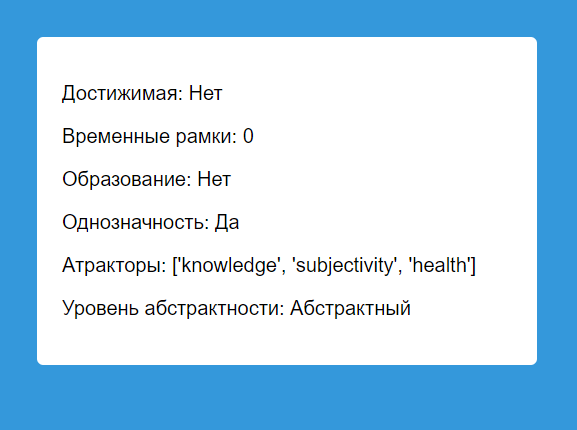 Достижимая: Нет
Временные рамки: 0
Образование: Нет
Однозначность: Да
Атракторы: ['knowledge', 'subjectivity', 'health']
Уровень абстрактности: Абстрактный